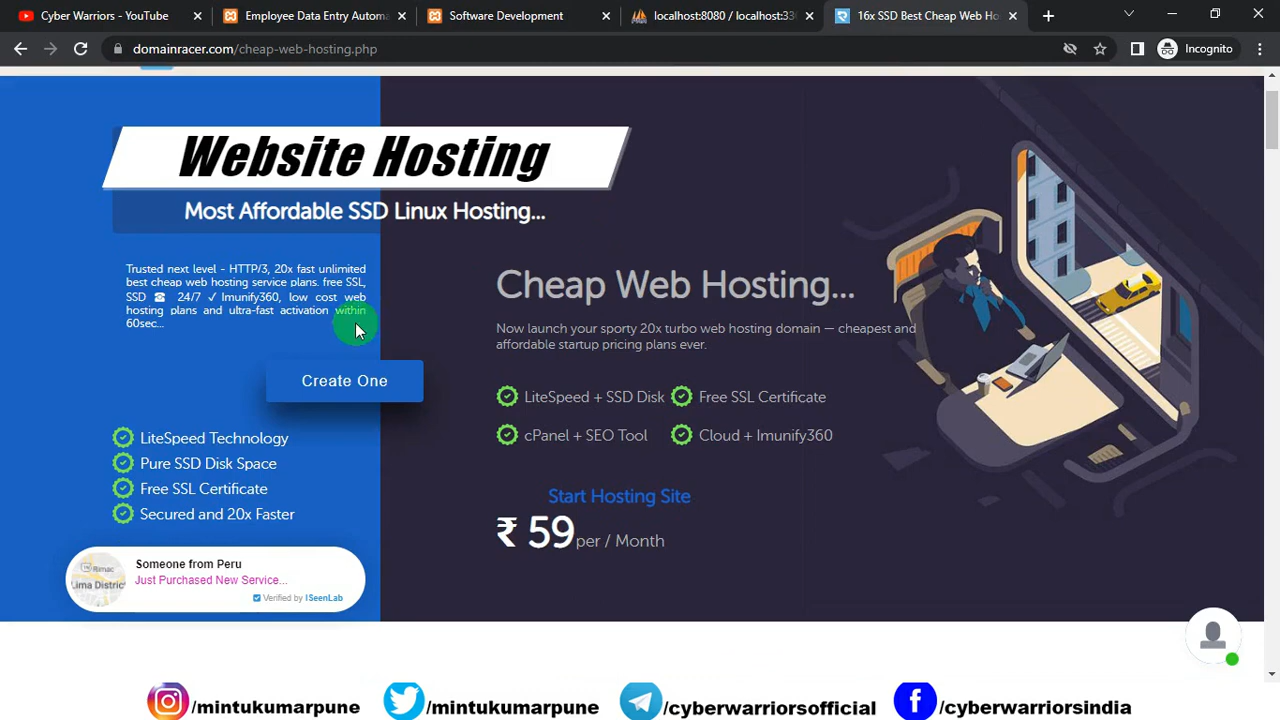 Cyber Warriors - YouTube
Employee Data Entry Automa
Software Development
localhost:8080 / localhost:33
16x SSD Best Cheap Web Ho
domainracer.com/cheap-web-hosting.php
Incognito
Website Hosting
Most Affordable SSD Linux Hosting...
Trusted next level - HTTP/3, 20x fast unlimited
best cheap web hosting service plans. free SSL,
SSD ☎ 24/7 ✓ Imunify360, low cost web
hosting plans and ultra-fast activation within
60sec...
Create One
LiteSpeed Technology
Pure SSD Disk Space
Free SSL Certificate
Secured and 20x Faster
Someone from Peru
Just Purchased New Service...
Verified by ISeenLab
Rimac
Lima Distric
Cheap Web Hosting...
Now launch your sporty 20x turbo web hosting domain — cheapest and
affordable startup pricing plans ever.
LiteSpeed + SSD Disk
Free SSL Certificate
cPanel + SEO Tool
Cloud + Imunify360
Start Hosting Site
₹ 59 per / Month
/mintukumarpune
/mintukumarpune
/cyberwarriorsofficial
/cyberwarriorsindia